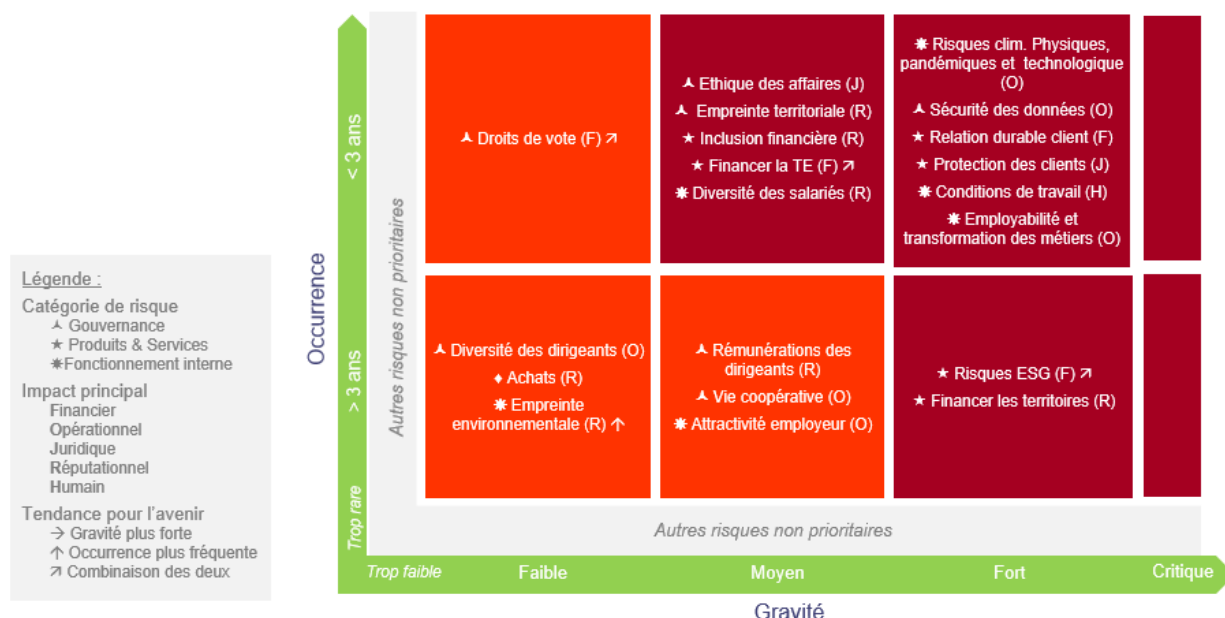 Légende :
Catégorie de risque
Gouvernance
★ Produits & Services
✸Fonctionnement interne
Impact principal
Financier
Opérationnel
Juridique
Réputationnel
Humain
Tendance pour l'avenir
→ Gravité plus forte
↑ Occurrence plus fréquente
↗ Combinaison des deux
Occurrence
< 3 ans
> 3 ans
Trop rare
Autres risques non prioritaires
Droits de vote (F) ↗
Ethique des affaires (J)
Empreinte territoriale (R)
★ Inclusion financière (R)
★ Financer la TE (F) ↗
✸ Diversité des salariés (R)
✸ Risques clim. Physiques,
pandémiques et technologique
(O)
Sécurité des données (O)
★ Relation durable client (F)
★ Protection des clients (J)
✸ Conditions de travail (H)
✸ Employabilité et
transformation des métiers (O)
Diversité des dirigeants (O)
♦ Achats (R)
✸ Empreinte
environnementale (R) ↑
Rémunérations des
dirigeants (R)
Vie coopérative (O)
✸ Attractivité employeur (O)
★ Risques ESG (F) ↗
★ Financer les territoires (R)
Autres risques non prioritaires
Trop faible
Faible
Moyen
Fort
Critique
Gravité